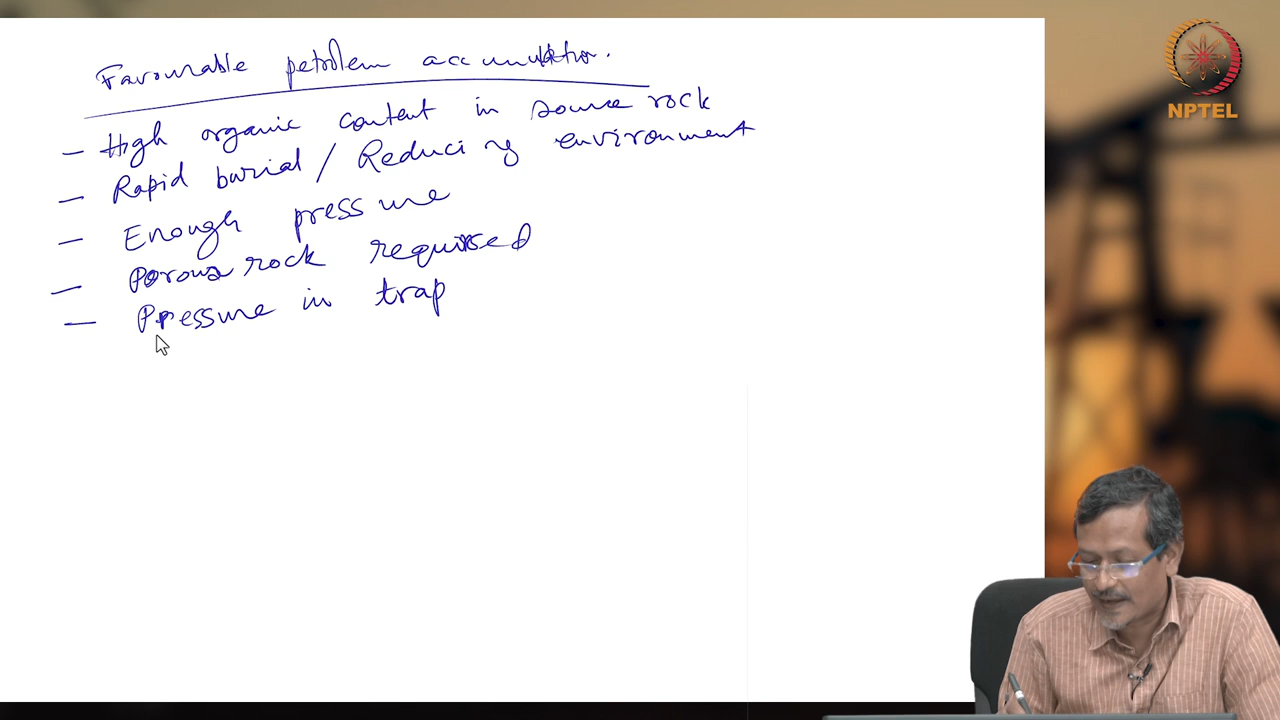 Favourable petroleum accumulation.
- High organic content in source rock
- Rapid burial / Reducing environment
- Enough pressure
- Porous rock required
- Pressure in trap
NPTEL